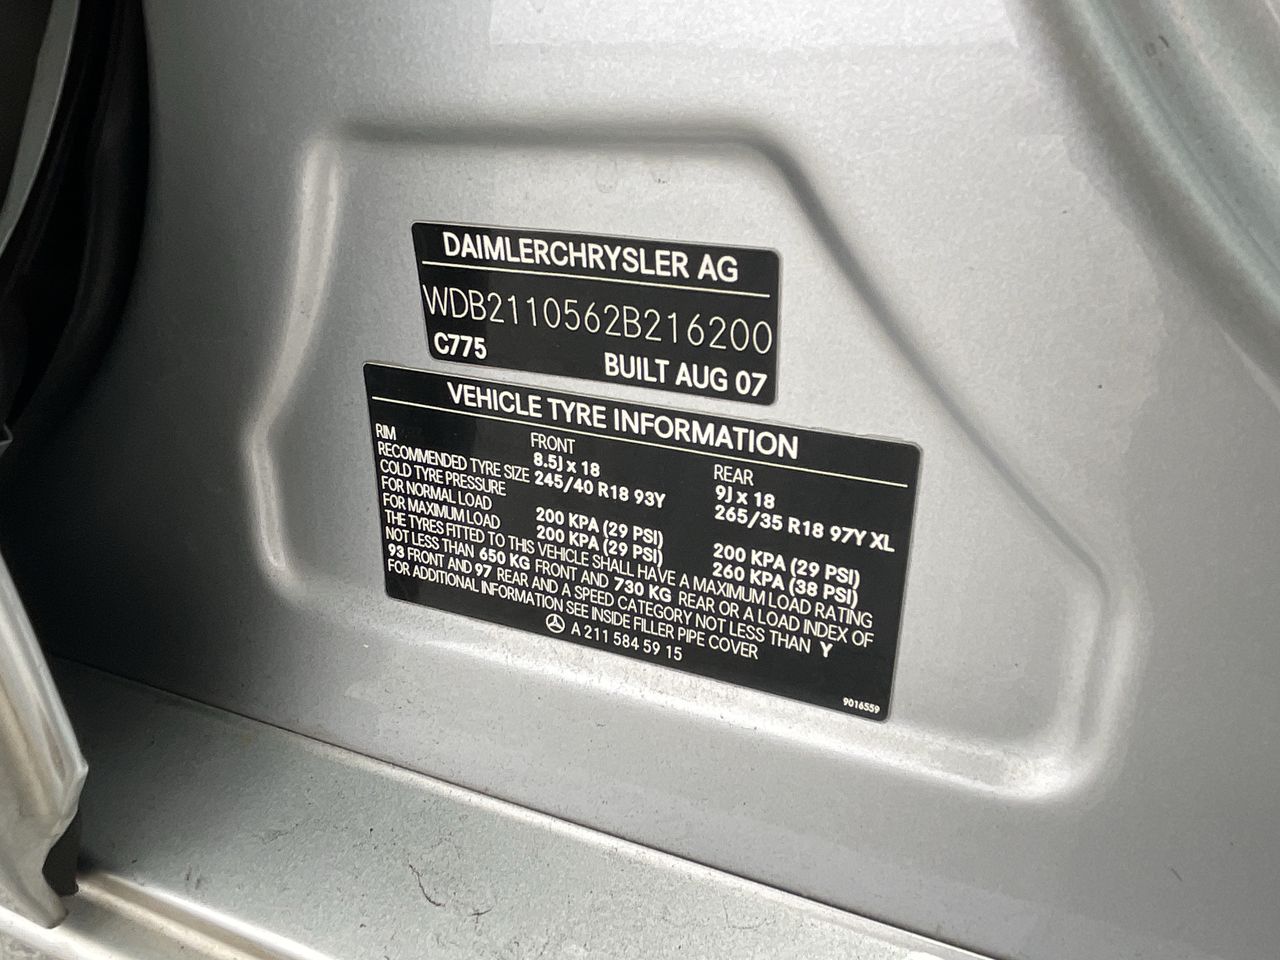 DAIMLERCHRYSLER AG
WDB2110562B216200
C775 BUILT AUG 07
VEHICLE TYRE INFORMATION
FRONT REAR
RIM 8.5J x 18 9J x 18
RECOMMENDED TYRE SIZE 245/40 R18 93Y 265/35 R18 97Y XL
COLD TYRE PRESSURE
FOR NORMAL LOAD 200 KPA (29 PSI) 200 KPA (29 PSI)
FOR MAXIMUM LOAD 200 KPA (29 PSI) 260 KPA (38 PSI)
THE TYRES FITTED TO THIS VEHICLE SHALL HAVE A MAXIMUM LOAD RATING
NOT LESS THAN 650 KG FRONT AND 730 KG REAR OR A LOAD INDEX OF
93 FRONT AND 97 REAR AND A SPEED CATEGORY NOT LESS THAN Y
FOR ADDITIONAL INFORMATION SEE INSIDE FILLER PIPE COVER
A 211 584 59 15
9016559